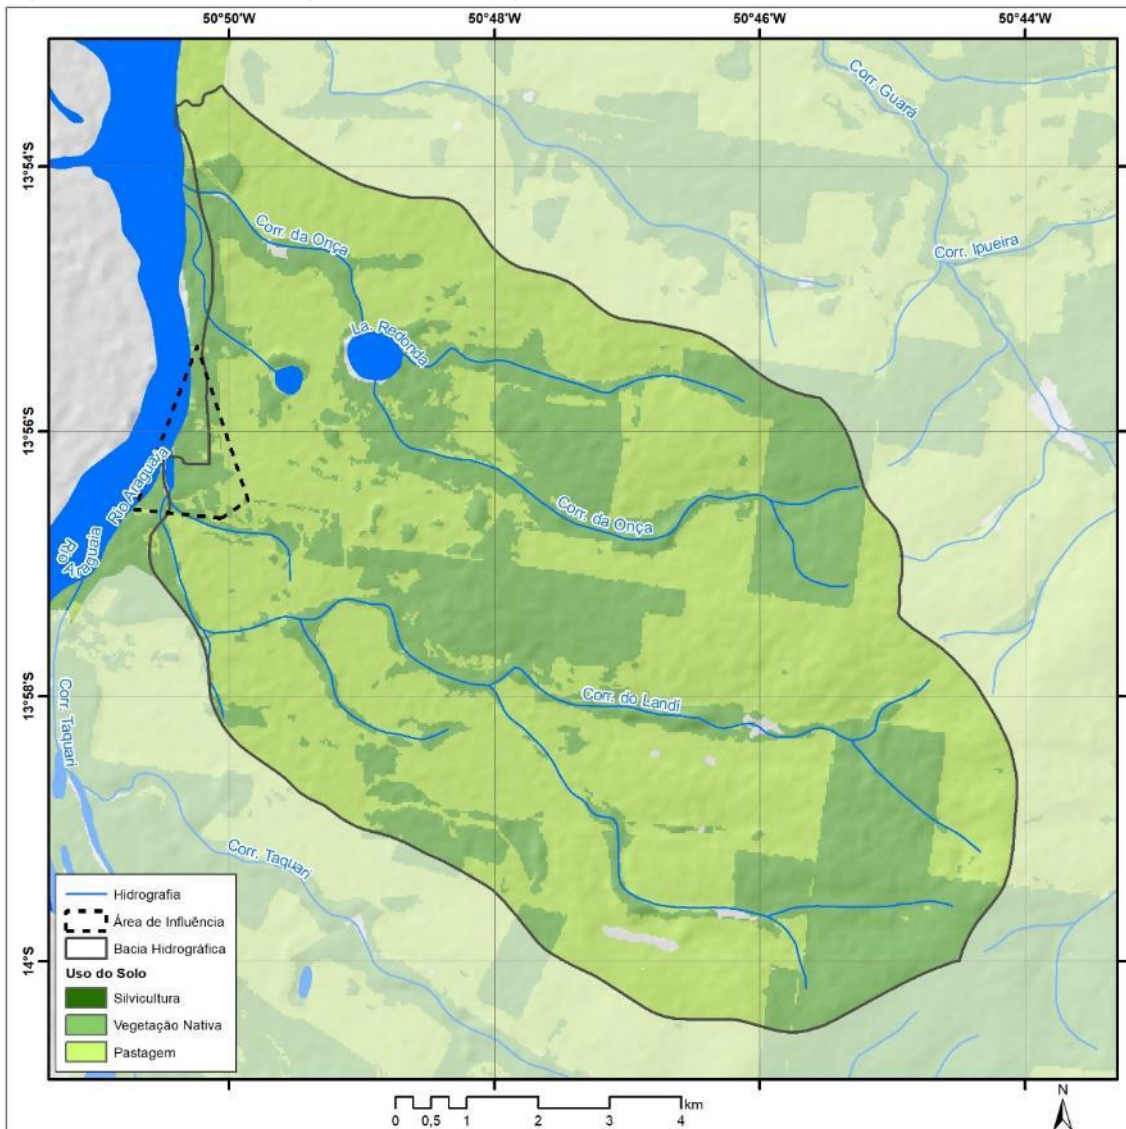 50°50'W
50°48'W
50°46'W
50°44'W
13°54'S
13°56'S
13°58'S
14°S
Corr. Guará
Corr. Ipueira
Corr. da Onça
La. Redonda
Rio Araguaia
Rio Araguaia
Corr. da Onça
Corr. do Landi
Corr. Taquari
Corr. Taquari
Hidrografia
Área de Influência
Bacia Hidrográfica
Uso do Solo
Silvicultura
Vegetação Nativa
Pastagem
0 0,5 1 2 3 4 km
N